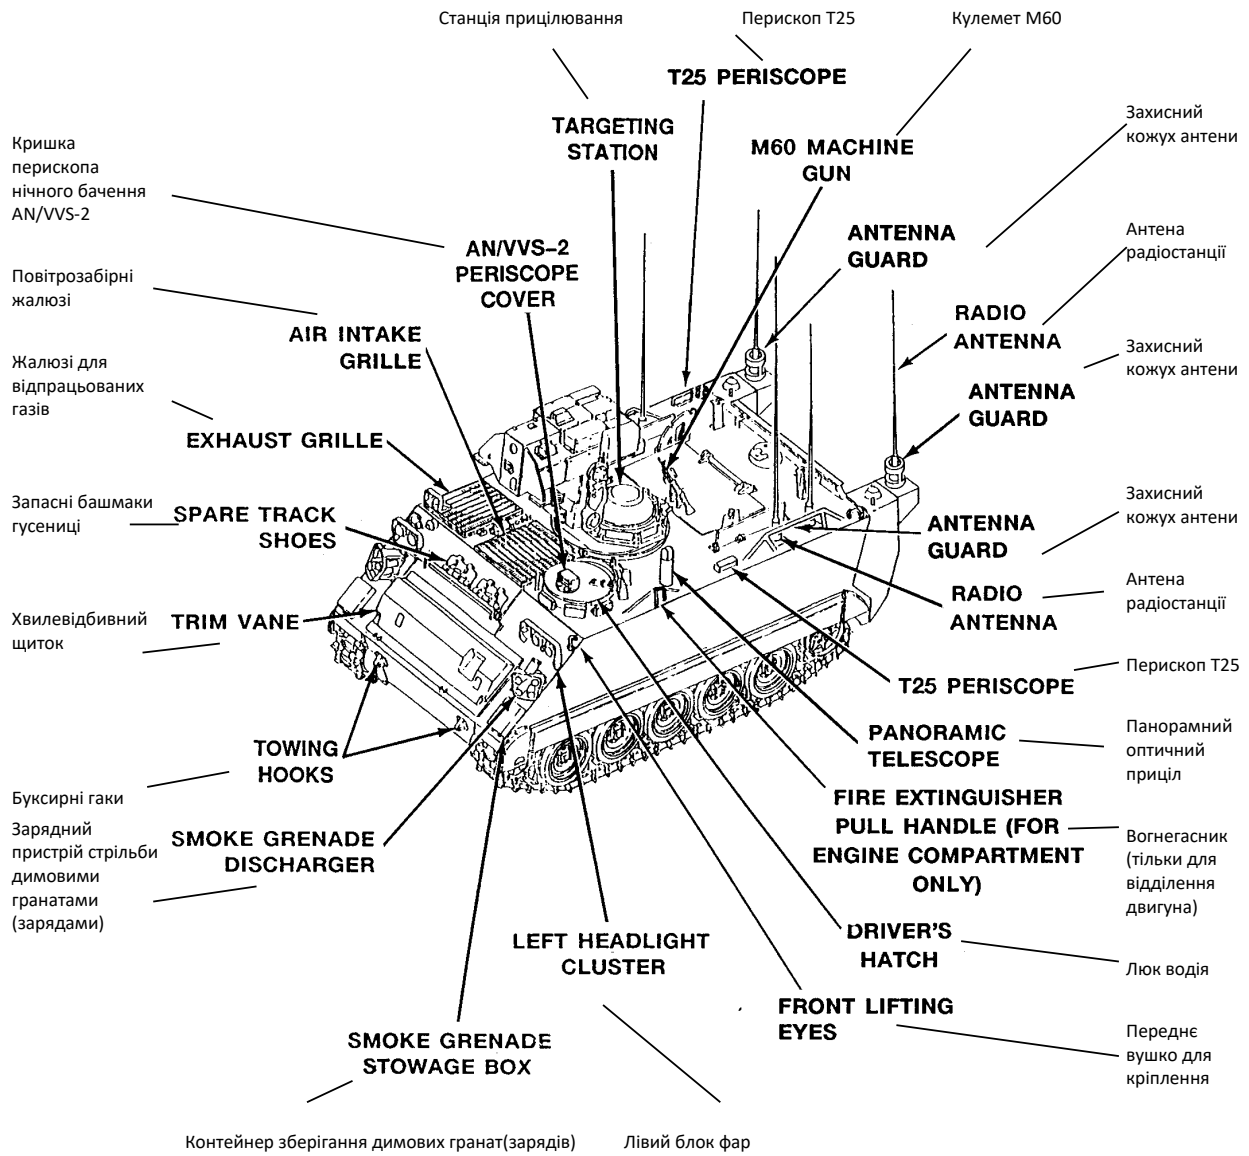 Станція прицілювання
Перископ T25
Кулемет М60
T25 PERISCOPE
TARGETING
STATION
M60 MACHINE
GUN
Захисний
кожух антени
Кришка
перископа
нічного бачення
AN/VVS-2
AN/VVS-2
PERISCOPE
COVER
ANTENNA
GUARD
Антена
радіостанції
Повітрозабірні
жалюзі
AIR INTAKE
GRILLE
RADIO
ANTENNA
Захисний
кожух антени
Жалюзі для
відпрацьованих
газів
EXHAUST GRILLE
ANTENNA
GUARD
Запасні башмаки
гусениці
SPARE TRACK
SHOES
ANTENNA
GUARD
Захисний
кожух антени
Хвилевідбивний
щиток
TRIM VANE
RADIO
ANTENNA
Антена
радіостанції
T25 PERISCOPE
Перископ T25
TOWING
HOOKS
Буксирні гаки
PANORAMIC
TELESCOPE
Панорамний
оптичний
приціл
Зарядний
пристрій стрільби
димовими
гранатами
(зарядами)
SMOKE GRENADE
DISCHARGER
FIRE EXTINGUISHER
PULL HANDLE (FOR
ENGINE COMPARTMENT
ONLY)
Вогнегасник
(тільки для
відділення
двигуна)
LEFT HEADLIGHT
CLUSTER
DRIVER'S
HATCH
Люк водія
FRONT LIFTING
EYES
Переднє
вушко для
кріплення
SMOKE GRENADE
STOWAGE BOX
Контейнер зберігання димових гранат(зарядів)
Лівий блок фар